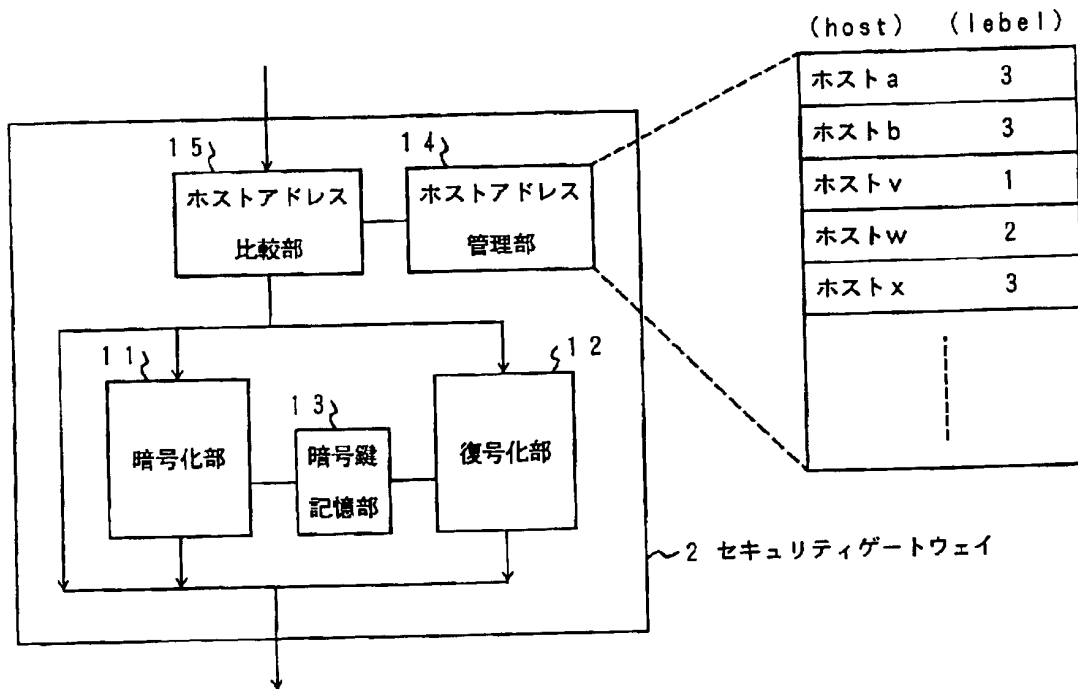 (host) (lebel)
ホストa 3
ホストb 3
ホストv 1
ホストw 2
ホストx 3
15
ホストアドレス
比較部
14
ホストアドレス
管理部
11
暗号化部
13
暗号鍵
記憶部
12
復号化部
2 セキュリティゲートウェイ